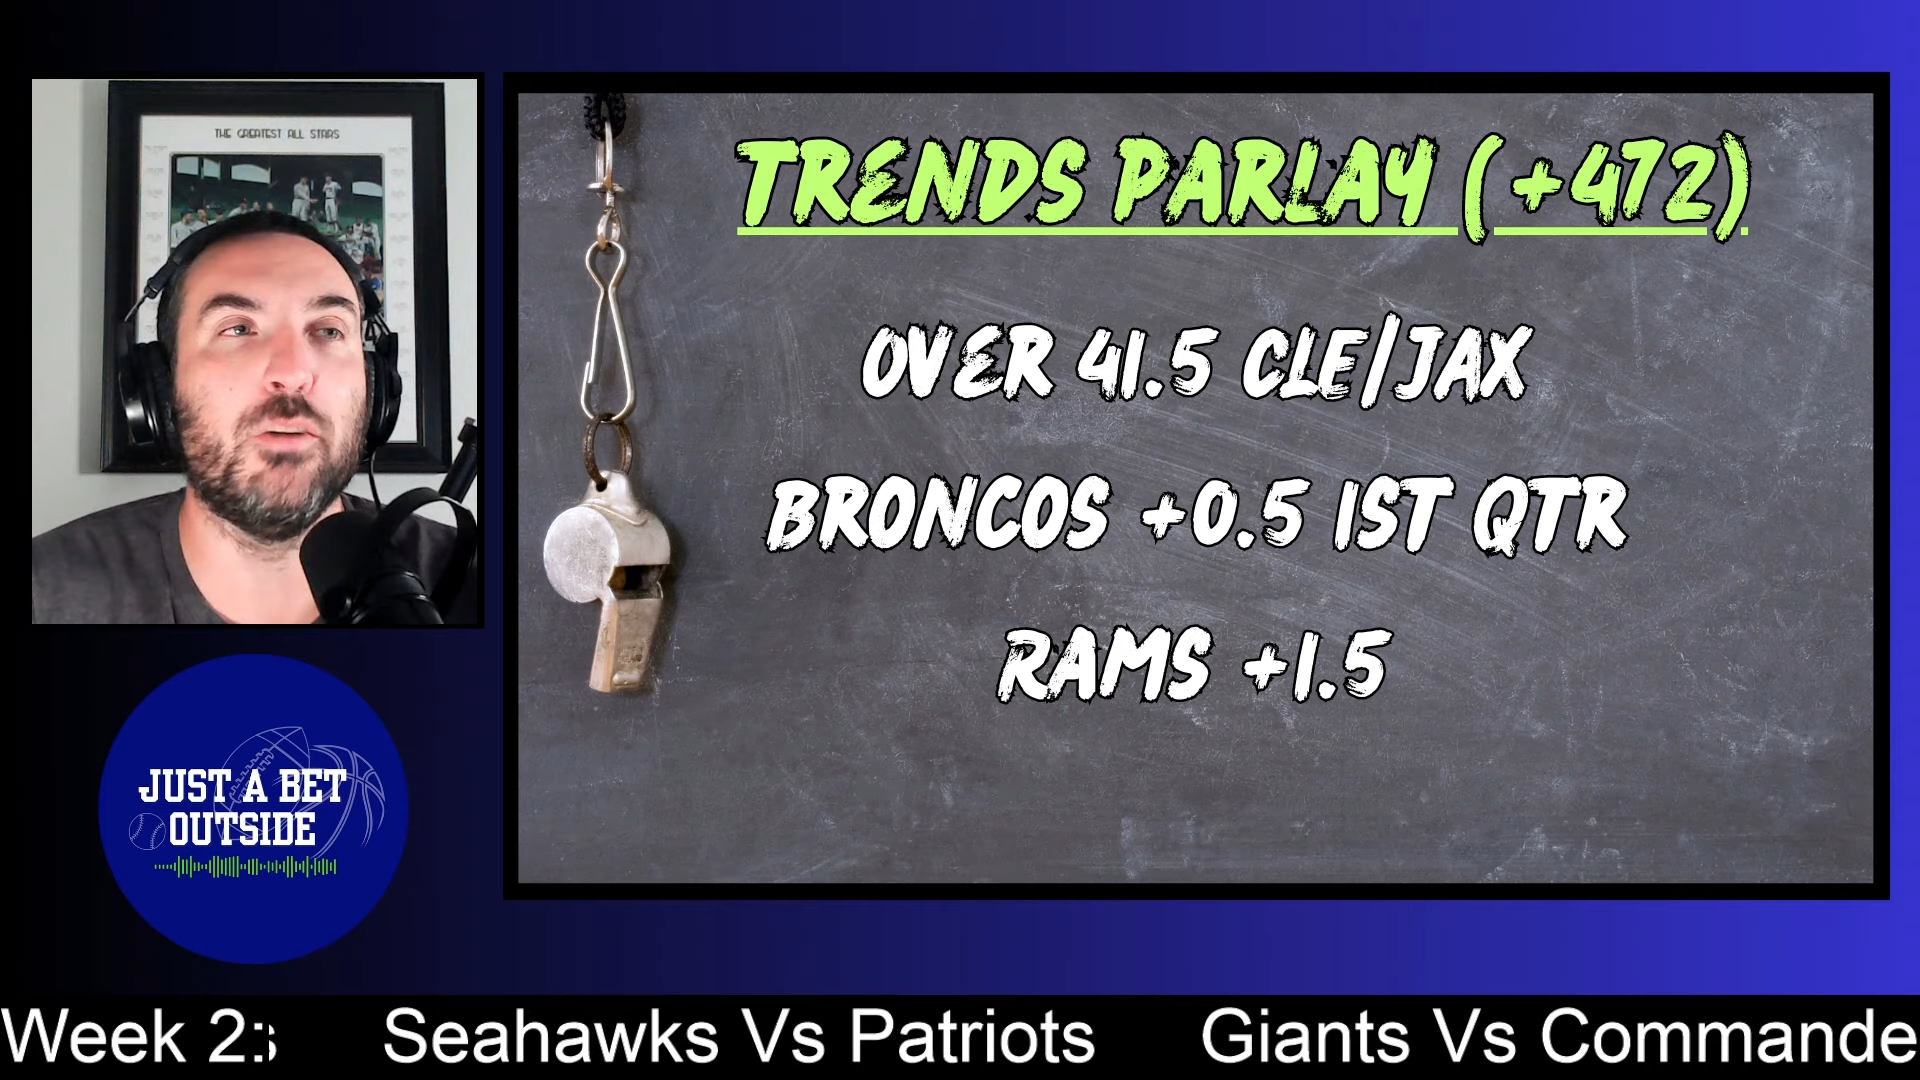 THE GREATEST ALL STARS
TRENDS PARLAY (+472)
OVER 41.5 CLE/JAX
BRONCOS +0.5 1ST QTR
RAMS +1.5
JUST A BET
OUTSIDE
Week 2: Seahawks Vs Patriots Giants Vs Commande